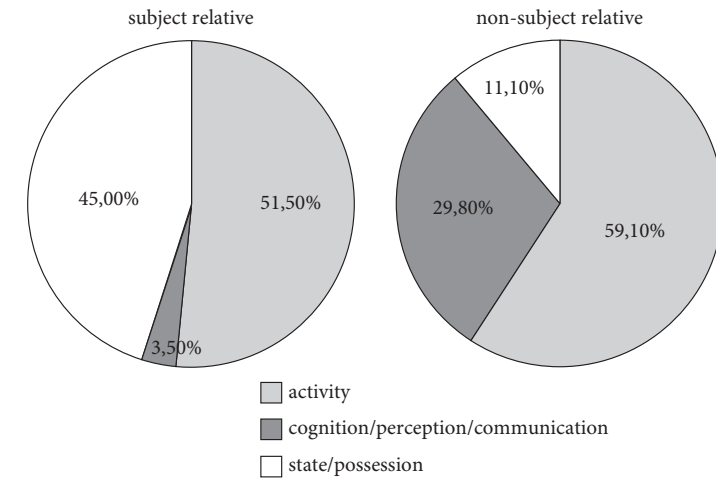 subject relative
non-subject relative
45,00%
51,50%
3,50%
11,10%
29,80%
59,10%
activity
cognition/perception/communication
state/possession